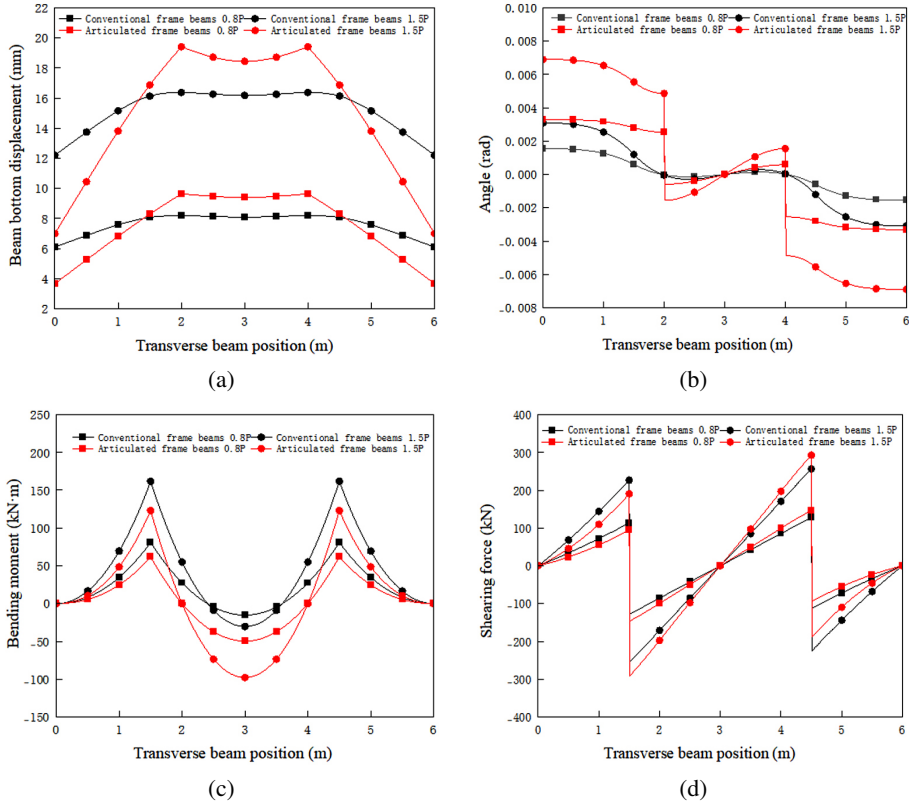 Conventional frame beams 0.8P Conventional frame beams 1.5P
Articulated frame beams 0.8P Articulated frame beams 1.5P
22
20
18
16
14
12
10
8
6
4
2
Beam bottom displacement (mm)
0 1 2 3 4 5 6
Transverse beam position (m)
(a)
Conventional frame beams 0.8P Conventional frame beams 1.5P
Articulated frame beams 0.8P Articulated frame beams 1.5P
0.010
0.008
0.006
0.004
0.002
0.000
-0.002
-0.004
-0.006
-0.008
Angle (rad)
0 1 2 3 4 5 6
Transverse beam position (m)
(b)
250
200
150
100
50
0
-50
-100
-150
Bending moment (kN·m)
Conventional frame beams 0.8P Conventional frame beams 1.5P
Articulated frame beams 0.8P Articulated frame beams 1.5P
0 1 2 3 4 5 6
Transverse beam position (m)
(c)
400
300
200
100
0
-100
-200
-300
-400
Shearing force (kN)
Conventional frame beams 0.8P Conventional frame beams 1.5P
Articulated frame beams 0.8P Articulated frame beams 1.5P
0 1 2 3 4 5 6
Transverse beam position (m)
(d)